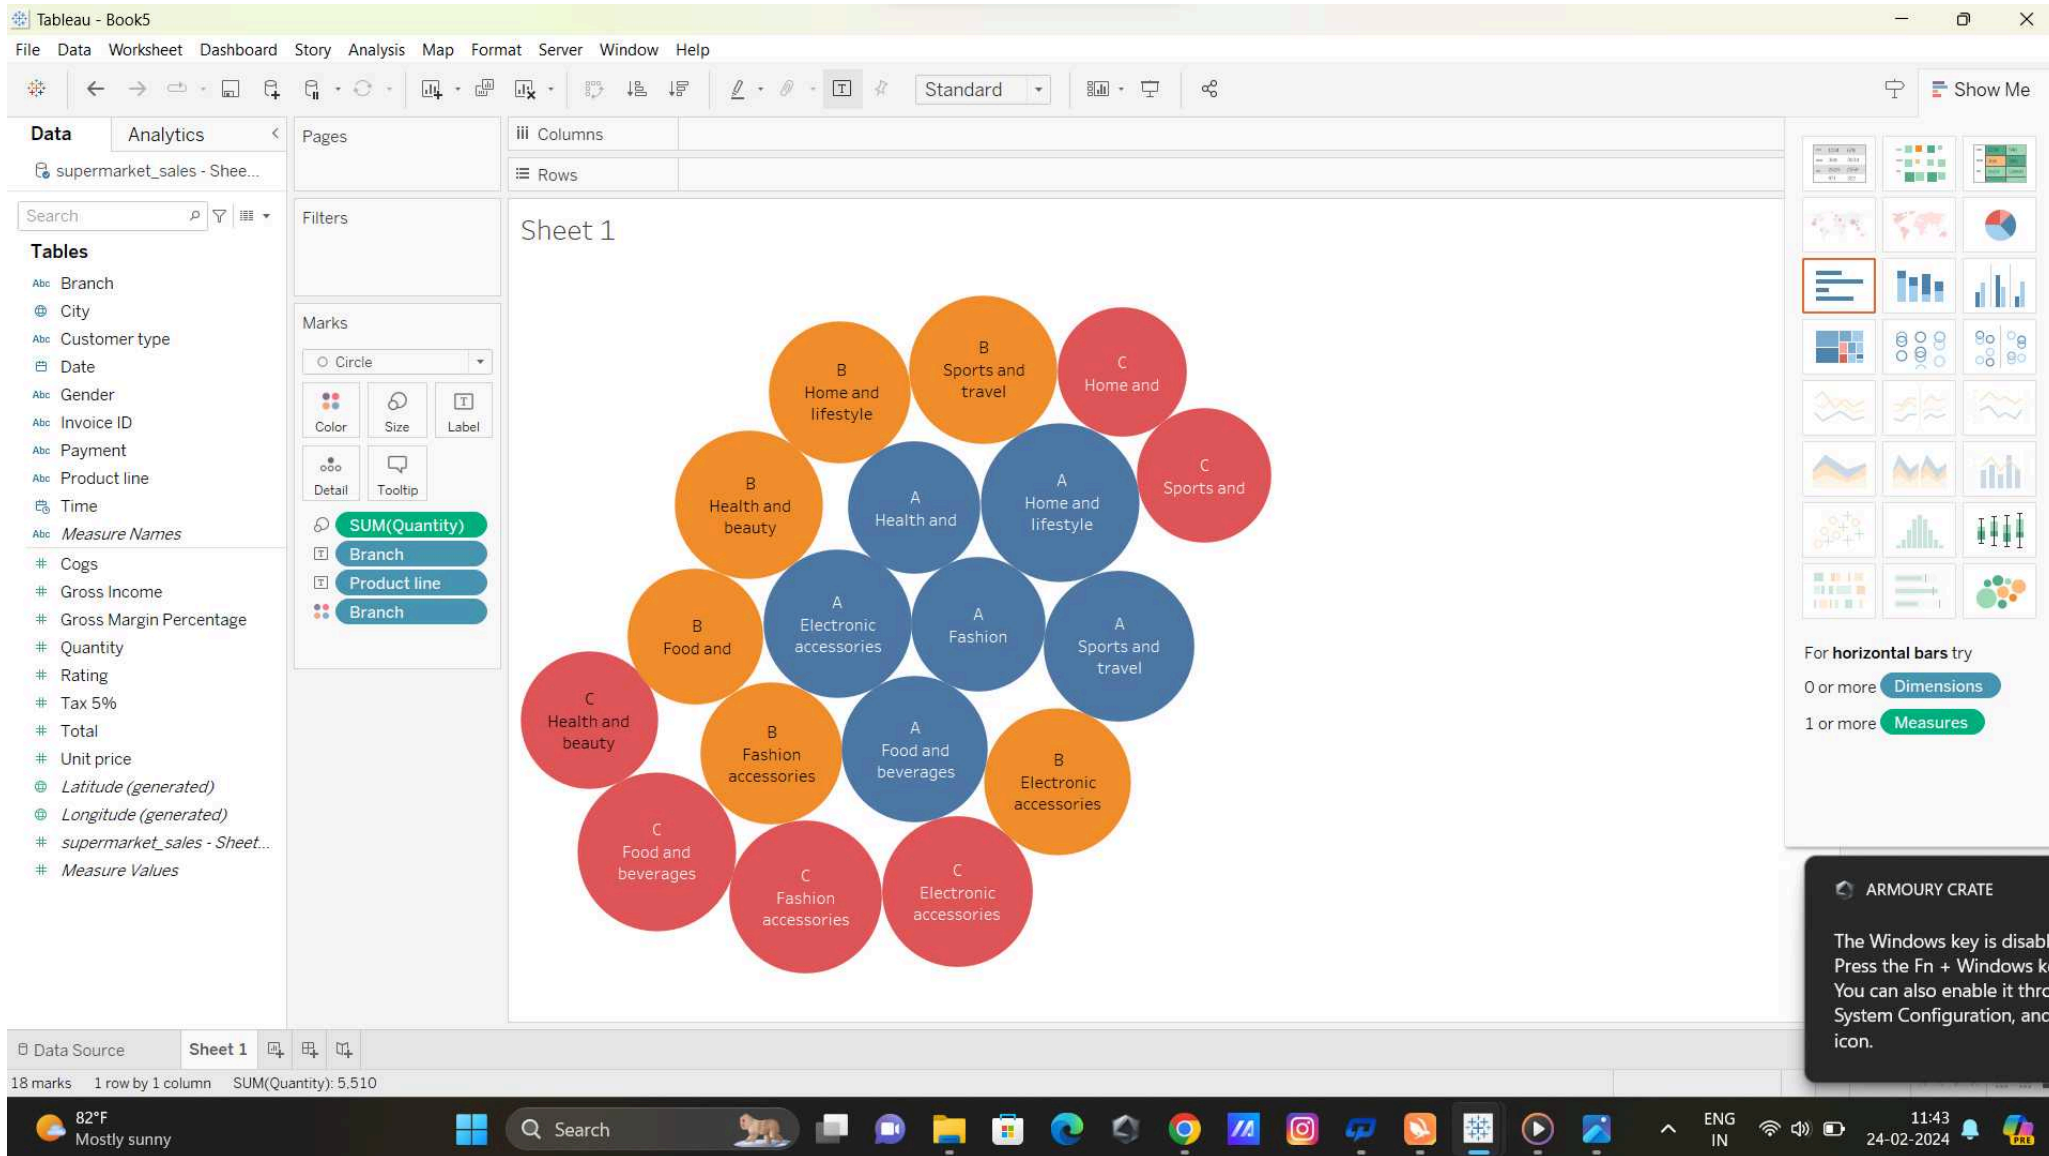 Tableau - Book5
File Data Worksheet Dashboard Story Analysis Map Format Server Window Help
Standard
Show Me
Data
Analytics
supermarket_sales - Shee...
Search
Tables
Abc Branch
City
Abc Customer type
Date
Abc Gender
Abc Invoice ID
Abc Payment
Abc Product line
Time
Abc Measure Names
# Cogs
# Gross Income
# Gross Margin Percentage
# Quantity
# Rating
# Tax 5%
# Total
# Unit price
Latitude (generated)
Longitude (generated)
# supermarket_sales - Sheet...
# Measure Values
Pages
Filters
Marks
Circle
Color
Size
Label
Detail
Tooltip
SUM(Quantity)
Branch
Product line
Branch
iii Columns
Rows
Sheet 1
B
Home and
lifestyle
B
Sports and
travel
C
Home and
C
Sports and
B
Health and
beauty
A
Health and
A
Home and
lifestyle
B
Food and
A
Electronic
accessories
A
Fashion
A
Sports and
travel
C
Health and
beauty
B
Fashion
accessories
A
Food and
beverages
B
Electronic
accessories
C
Food and
beverages
C
Fashion
accessories
C
Electronic
accessories
For horizontal bars try
0 or more Dimensions
1 or more Measures
ARMOURY CRATE
The Windows key is disabl
Press the Fn + Windows k
You can also enable it thro
System Configuration, and
icon.
Data Source
Sheet 1
18 marks 1 row by 1 column SUM(Quantity): 5,510
82°F
Mostly sunny
Search
ENG
IN
11:43
24-02-2024
PRE